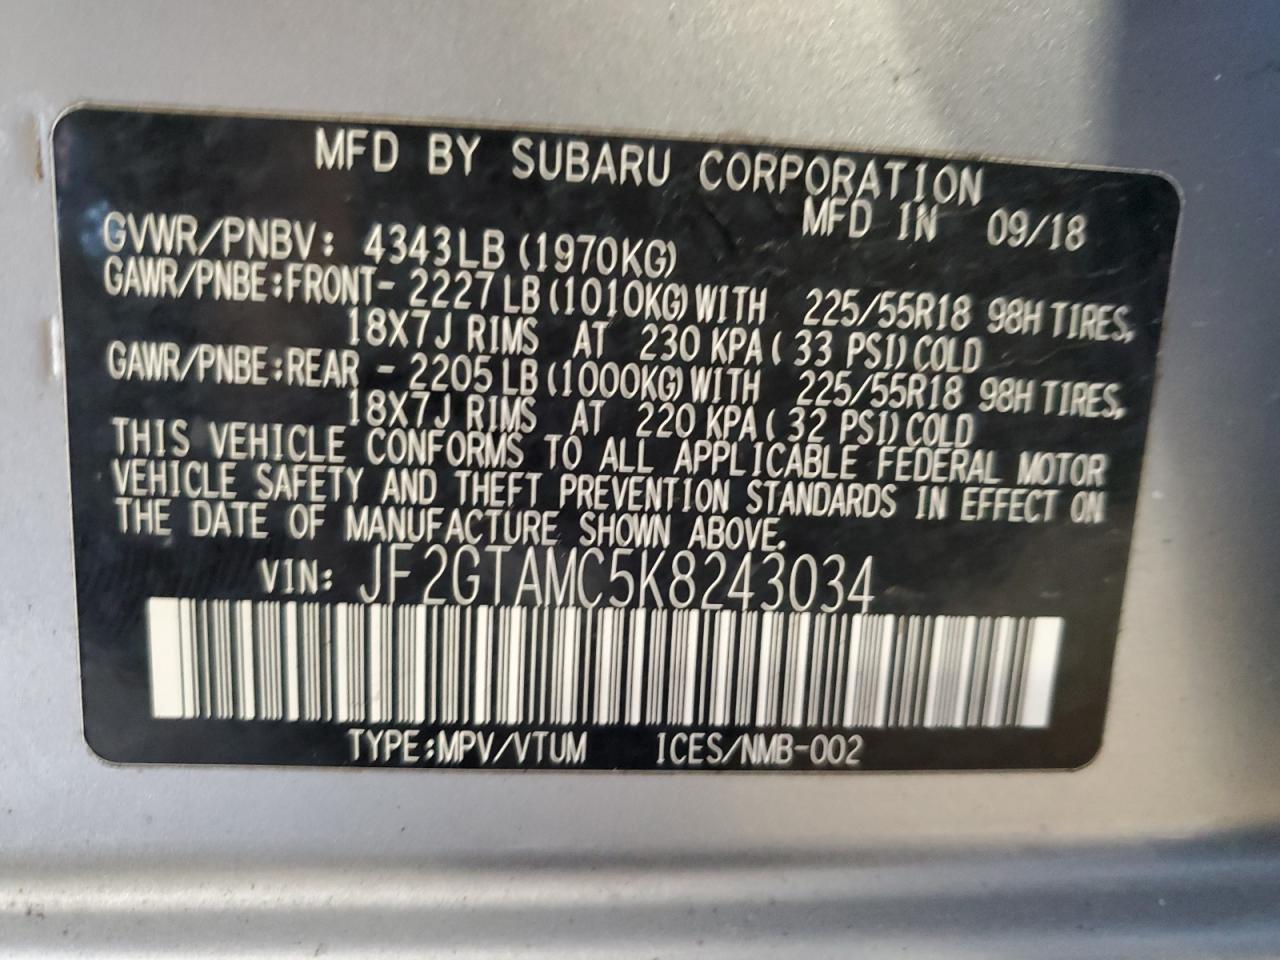 MFD BY SUBARU CORPORATION
MFD IN 09/18
GVWR/PNBV: 4343LB (1970KG)
GAWR/PNBE:FRONT- 2227LB (1010KG) WITH 225/55R18 98H TIRES,
18X7J RIMS AT 230 KPA( 33 PSI) COLD
GAWR/PNBE:REAR - 2205LB (1000KG) WITH 225/55R18 98H TIRES,
18X7J RIMS AT 220 KPA( 32 PSI) COLD
THIS VEHICLE CONFORMS TO ALL APPLICABLE FEDERAL MOTOR
VEHICLE SAFETY AND THEFT PREVENTION STANDARDS IN EFFECT ON
THE DATE OF MANUFACTURE SHOWN ABOVE.
VIN: JF2GTAMC5K8243034
TYPE:MPV/VTUM ICES/NMB-002